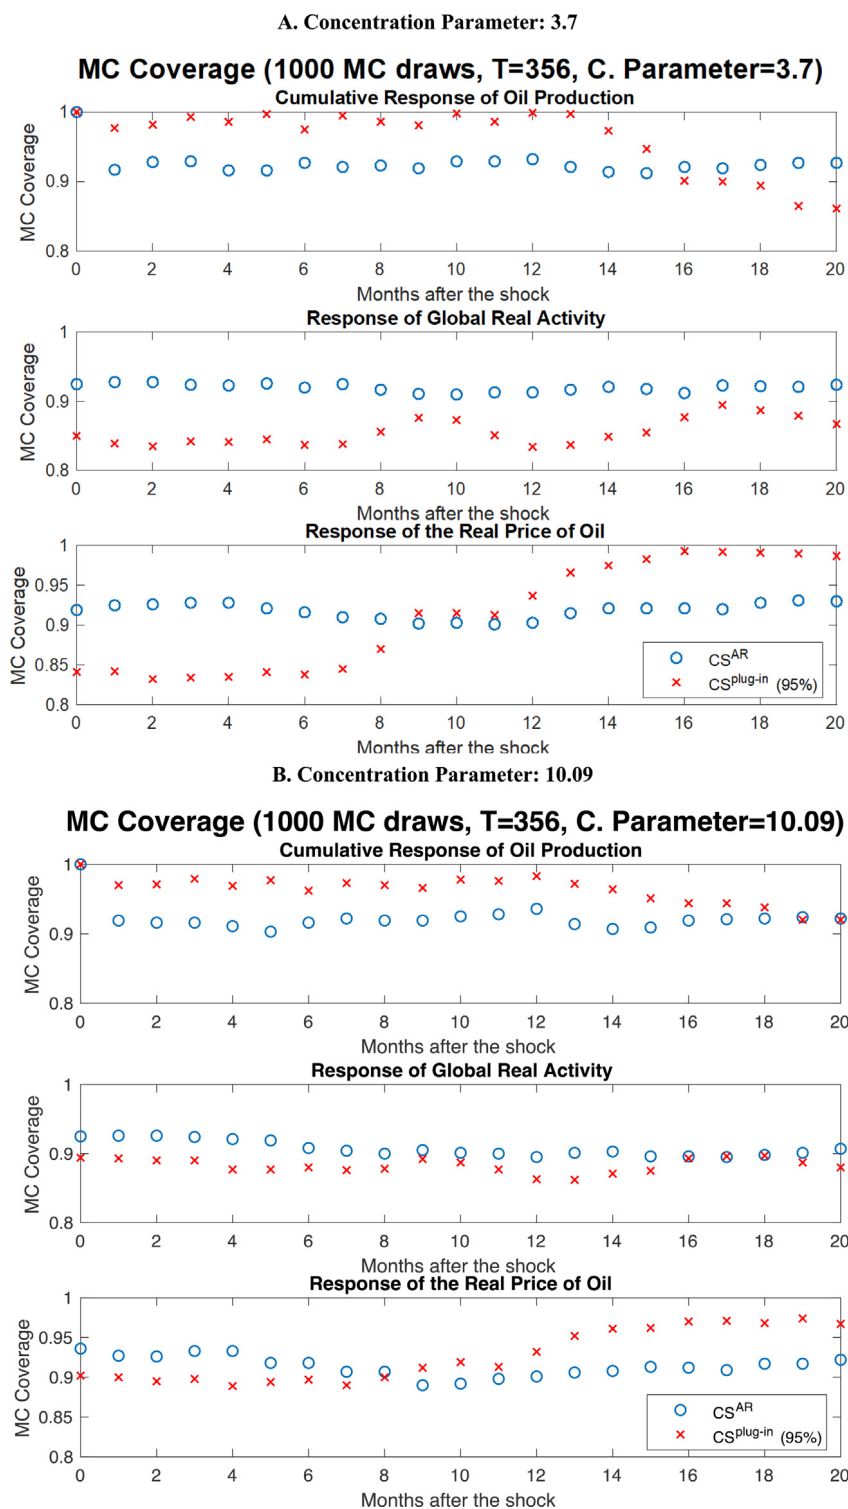 A. Concentration Parameter: 3.7
MC Coverage (1000 MC draws, T=356, C. Parameter=3.7)
Cumulative Response of Oil Production
MC Coverage
1
0.9
0.8
0 2 4 6 8 10 12 14 16 18 20
Months after the shock
Response of Global Real Activity
MC Coverage
1
0.9
0.8
0 2 4 6 8 10 12 14 16 18 20
Months after the shock
Response of the Real Price of Oil
MC Coverage
1
0.95
0.9
0.85
0.8
CS^AR
CS^plug-in (95%)
0 2 4 6 8 10 12 14 16 18 20
Months after the shock
B. Concentration Parameter: 10.09
MC Coverage (1000 MC draws, T=356, C. Parameter=10.09)
Cumulative Response of Oil Production
MC Coverage
1
0.9
0.8
0 2 4 6 8 10 12 14 16 18 20
Months after the shock
Response of Global Real Activity
MC Coverage
1
0.9
0.8
0 2 4 6 8 10 12 14 16 18 20
Months after the shock
Response of the Real Price of Oil
MC Coverage
1
0.95
0.9
0.85
0.8
CS^AR
CS^plug-in (95%)
0 2 4 6 8 10 12 14 16 18 20
Months after the shock